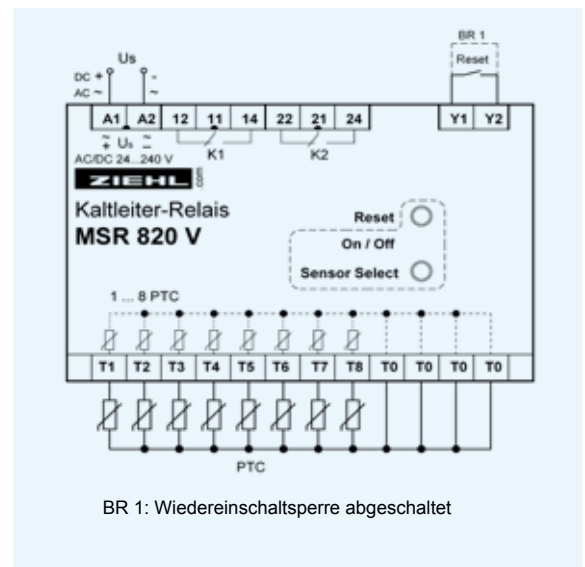 BR 1
Us
Reset
DC + -
AC ~ ~
A1 A2 12 11 14 22 21 24 Y1 Y2
~ Us ~
+ -
K1 K2
AC/DC 24...240 V
ZIEHL.com
Kaltleiter-Relais
MSR 820 V
Reset
On / Off
Sensor Select
1 ... 8 PTC
T1 T2 T3 T4 T5 T6 T7 T8 T0 T0 T0 T0
PTC
BR 1: Wiedereinschaltsperre abgeschaltet